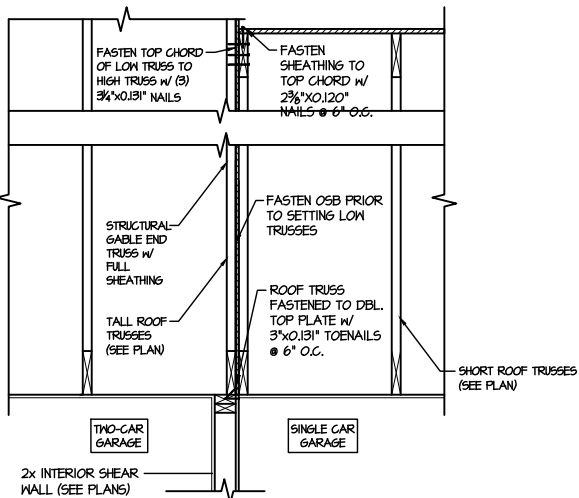 FASTEN TOP CHORD
OF LOW TRUSS TO
HIGH TRUSS W/ (3)
3¼"x0.131" NAILS
FASTEN
SHEATHING TO
TOP CHORD W/
2⅜"X0.120"
NAILS @ 6" O.C.
STRUCTURAL
GABLE END
TRUSS W/
FULL
SHEATHING
FASTEN OSB PRIOR
TO SETTING LOW
TRUSSES
TALL ROOF
TRUSSES
(SEE PLAN)
ROOF TRUSS
FASTENED TO DBL.
TOP PLATE W/
3"x0.131" TOENAILS
@ 6" O.C.
SHORT ROOF TRUSSES
(SEE PLAN)
TWO-CAR
GARAGE
SINGLE CAR
GARAGE
2x INTERIOR SHEAR
WALL (SEE PLANS)